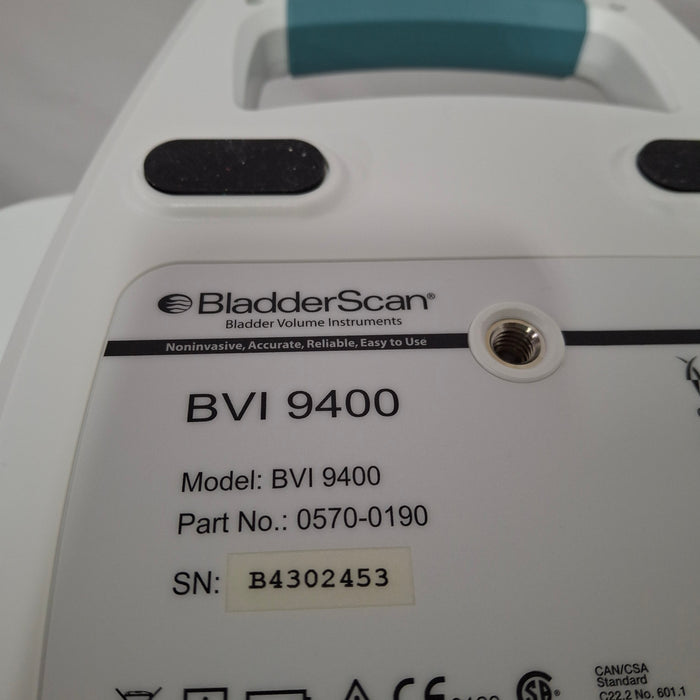 BladderScan®
Bladder Volume Instruments
Noninvasive, Accurate, Reliable, Easy to Use
BVI 9400
Model: BVI 9400
Part No.: 0570-0190
SN: B4302453
CAN/CSA
Standard
C22.2 No. 601.1